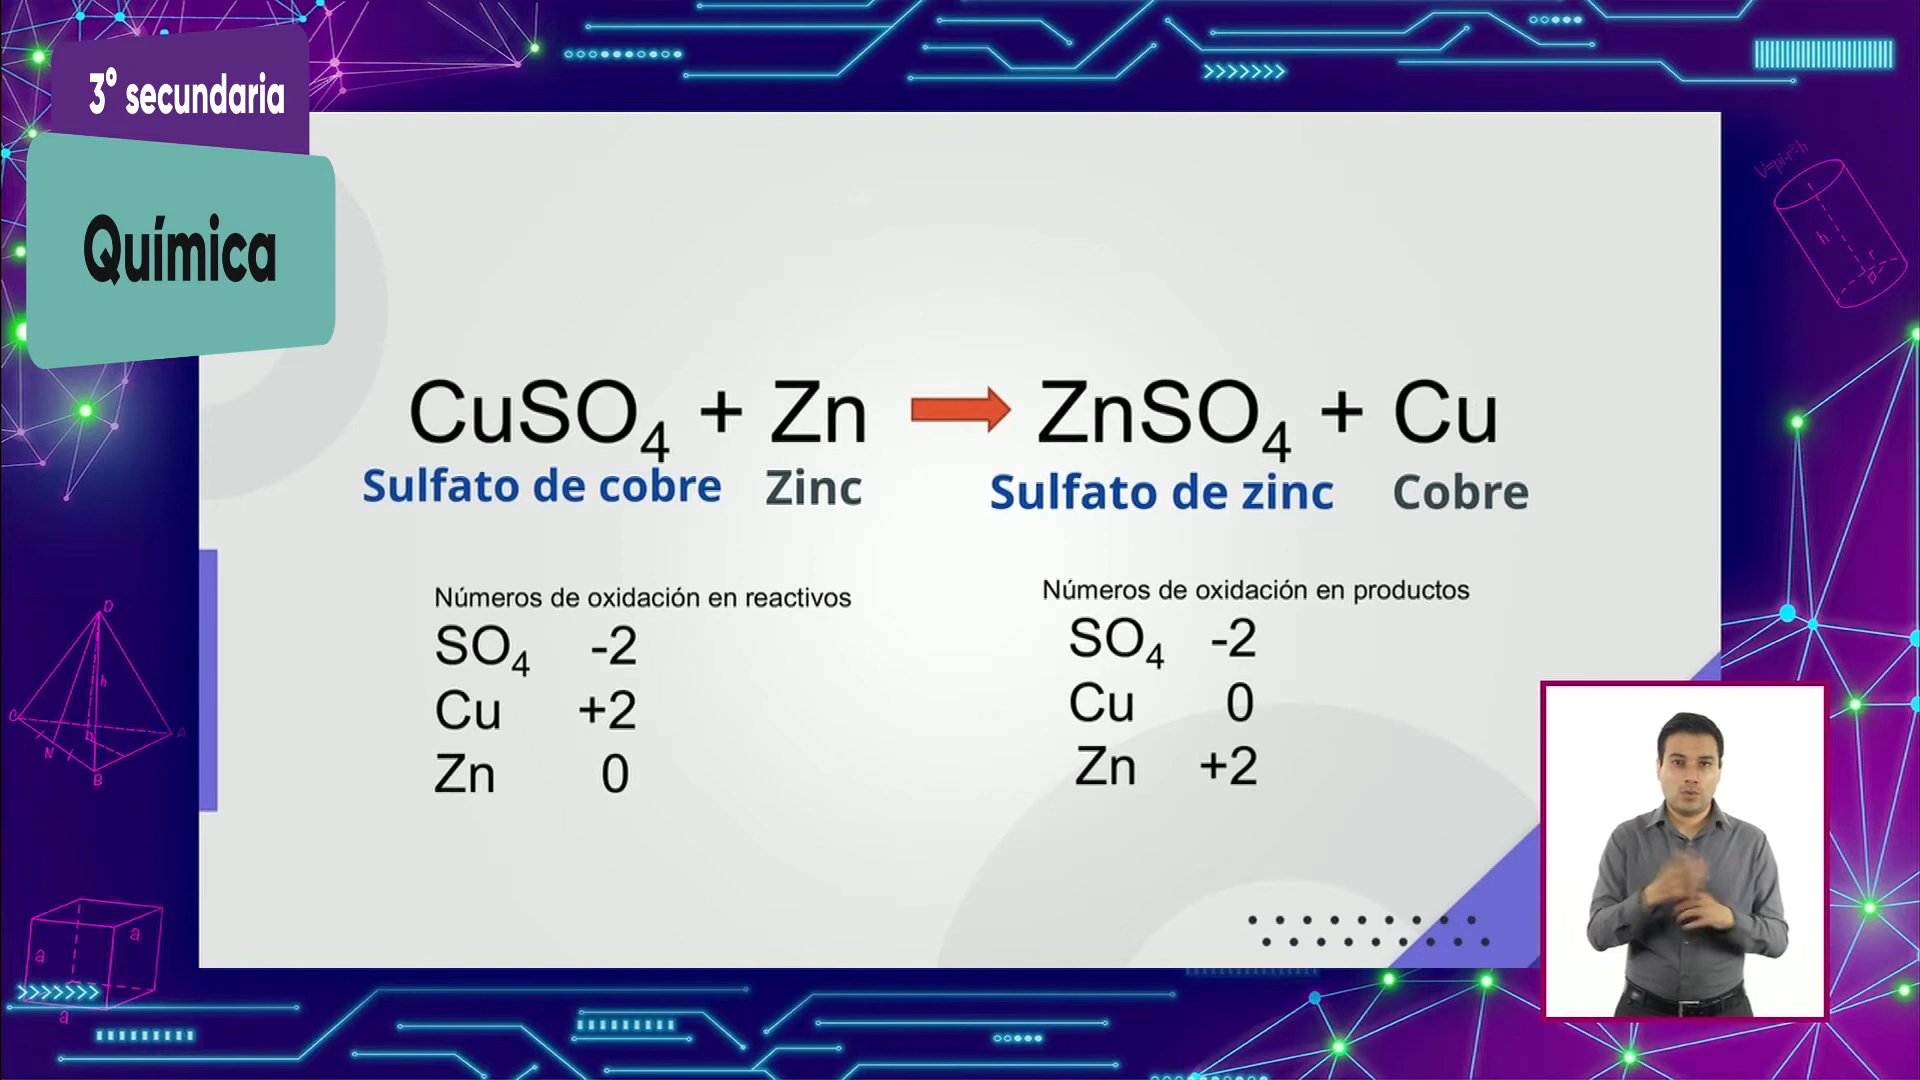 3° secundaria
Química
CuSO₄ + Zn → ZnSO₄ + Cu
Sulfato de cobre Zinc Sulfato de zinc Cobre
Números de oxidación en reactivos
SO₄ -2
Cu +2
Zn 0
Números de oxidación en productos
SO₄ -2
Cu 0
Zn +2
h
r
D
h
C
A
N
h
B
a
a
a